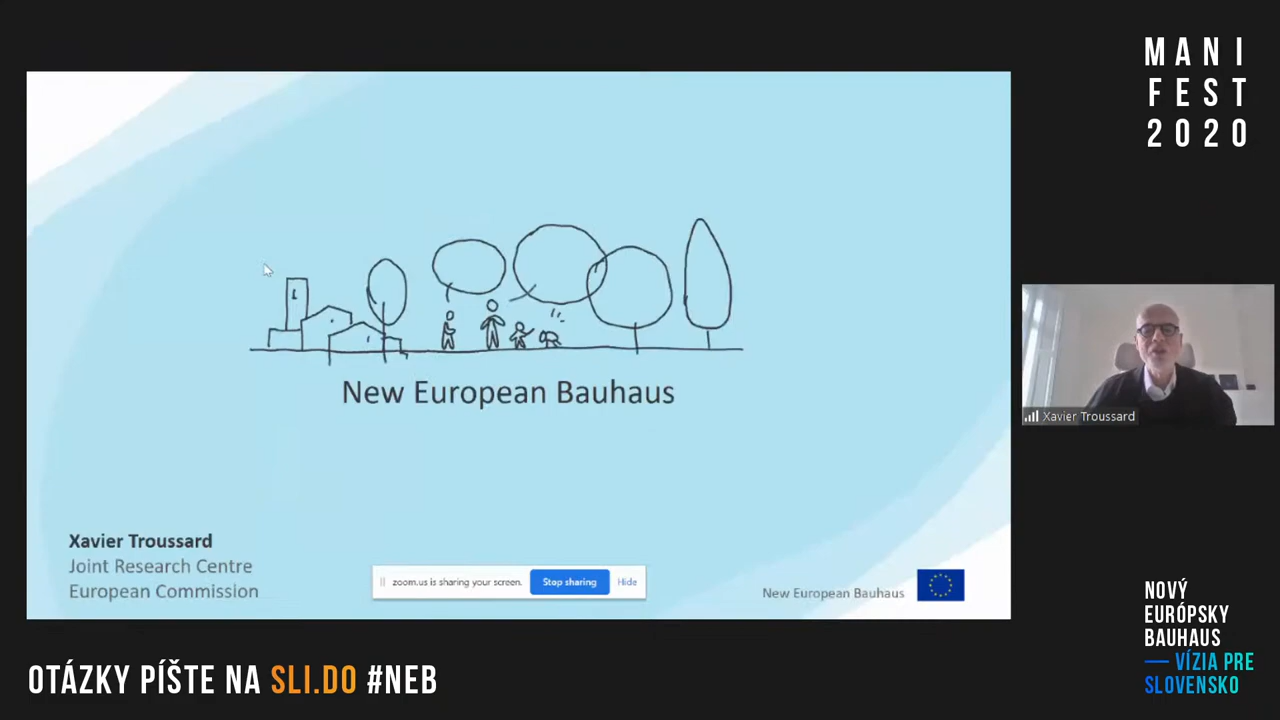 MANI
FEST
2020
New European Bauhaus
Xavier Troussard
Xavier Troussard
Joint Research Centre
European Commission
zoom.us is sharing your screen.
Stop sharing
Hide
New European Bauhaus
NOVÝ
EURÓPSKY
BAUHAUS
— VÍZIA PRE
SLOVENSKO
OTÁZKY PÍŠTE NA SLI.DO #NEB